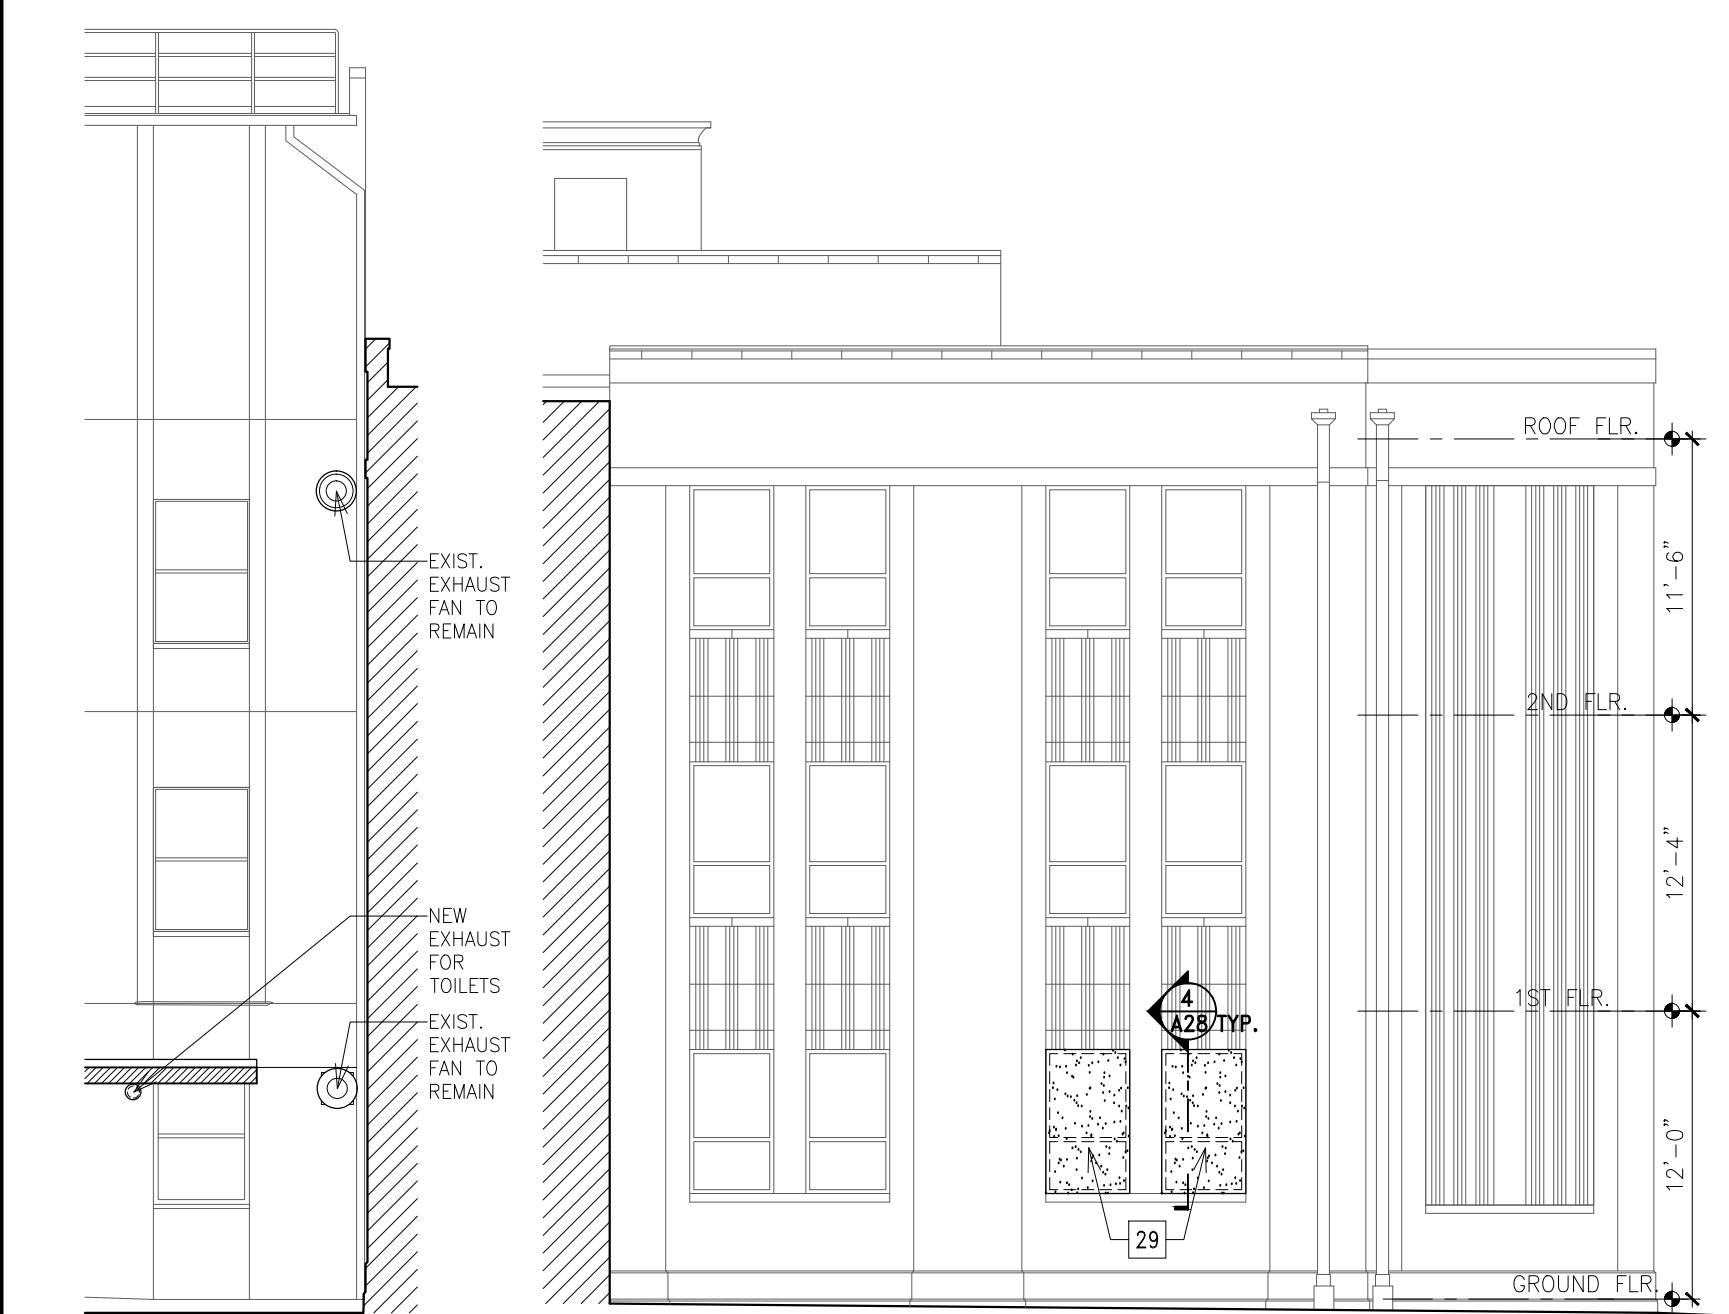 EXIST.
EXHAUST
FAN TO
REMAIN
NEW
EXHAUST
FOR
TOILETS
EXIST.
EXHAUST
FAN TO
REMAIN
ROOF FLR.
11'-6"
2ND FLR.
12'-4"
1ST FLR.
4
A28 TYP.
12'-0"
29
GROUND FLR.